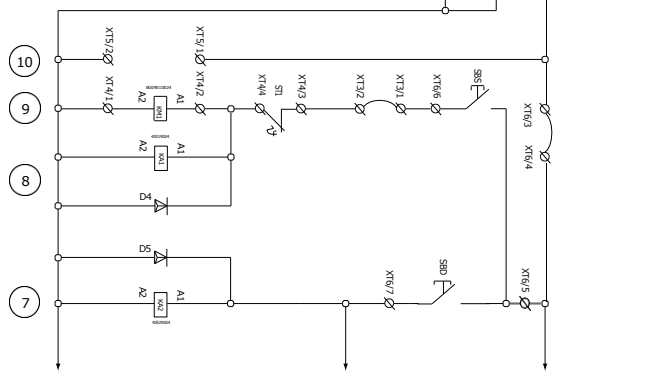 10
XT5/2
XT5/1
9
XT4/1
A2
KM1
A1
XT4/2
XT4/4
ST1
XT4/3
XT3/2
XT3/1
XT6/6
SBS
XT6/3
8
A2
KA1
A1
XT6/4
D4
D5
7
A2
KA2
A1
XT6/7
SBD
XT6/5